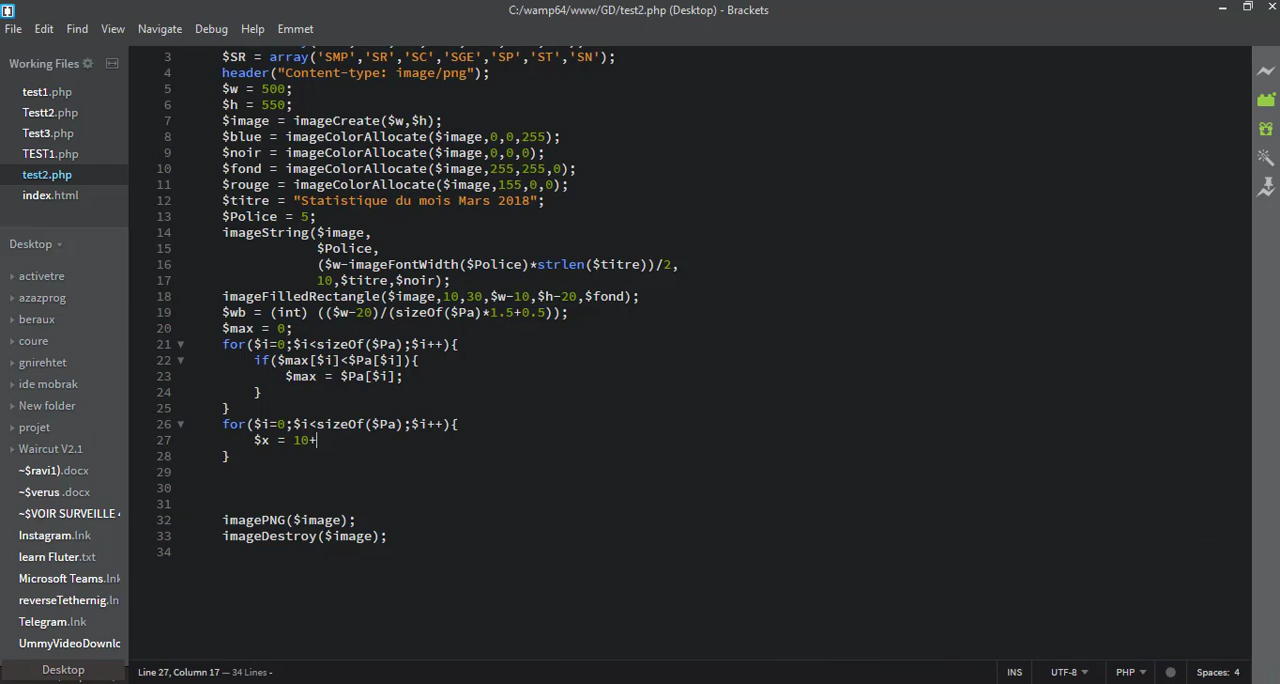 C:/wamp64/www/GD/test2.php (Desktop) - Brackets
File Edit Find View Navigate Debug Help Emmet
Working Files
test1.php
Testt2.php
Test3.php
TEST1.php
test2.php
index.html
Desktop
activetre
azazprog
beraux
coure
gnirehtet
ide mobrak
New folder
projet
Waircut V2.1
~$ravi1).docx
~$verus .docx
~$VOIR SURVEILLE
Instagram.lnk
learn Fluter.txt
Microsoft Teams.lnk
reverseTethernig.ln
Telegram.lnk
UmmyVideoDownlo
Desktop
3 $SR = array('SMP','SR','SC','SGE','SP','ST','SN');
4 header("Content-type: image/png");
5 $w = 500;
6 $h = 550;
7 $image = imageCreate($w,$h);
8 $blue = imageColorAllocate($image,0,0,255);
9 $noir = imageColorAllocate($image,0,0,0);
10 $fond = imageColorAllocate($image,255,255,0);
11 $rouge = imageColorAllocate($image,155,0,0);
12 $titre = "Statistique du mois Mars 2018";
13 $Police = 5;
14 imageString($image,
15 $Police,
16 ($w-imageFontWidth($Police)*strlen($titre))/2,
17 10,$titre,$noir);
18 imageFilledRectangle($image,10,30,$w-10,$h-20,$fond);
19 $wb = (int) (($w-20)/(sizeOf($Pa)*1.5+0.5));
20 $max = 0;
21 for($i=0;$i<sizeOf($Pa);$i++){
22 if($max[$i]<$Pa[$i]){
23 $max = $Pa[$i];
24 }
25 }
26 for($i=0;$i<sizeOf($Pa);$i++){
27 $x = 10+
28 }
29
30
31
32 imagePNG($image);
33 imageDestroy($image);
34
Line 27, Column 17 — 34 Lines -
INS UTF-8 PHP Spaces: 4